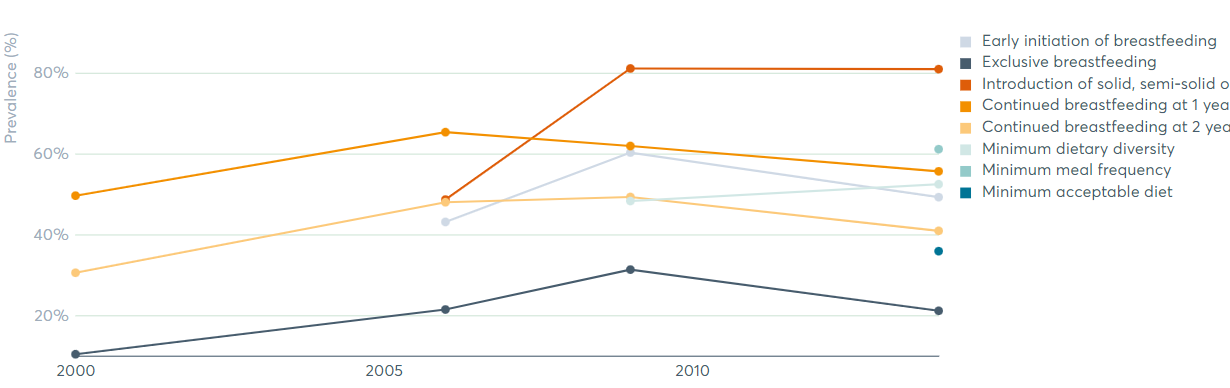 Prevalence (%)
80%
60%
40%
20%
2000
2005
2010
Early initiation of breastfeeding
Exclusive breastfeeding
Introduction of solid, semi-solid o
Continued breastfeeding at 1 yea
Continued breastfeeding at 2 yea
Minimum dietary diversity
Minimum meal frequency
Minimum acceptable diet